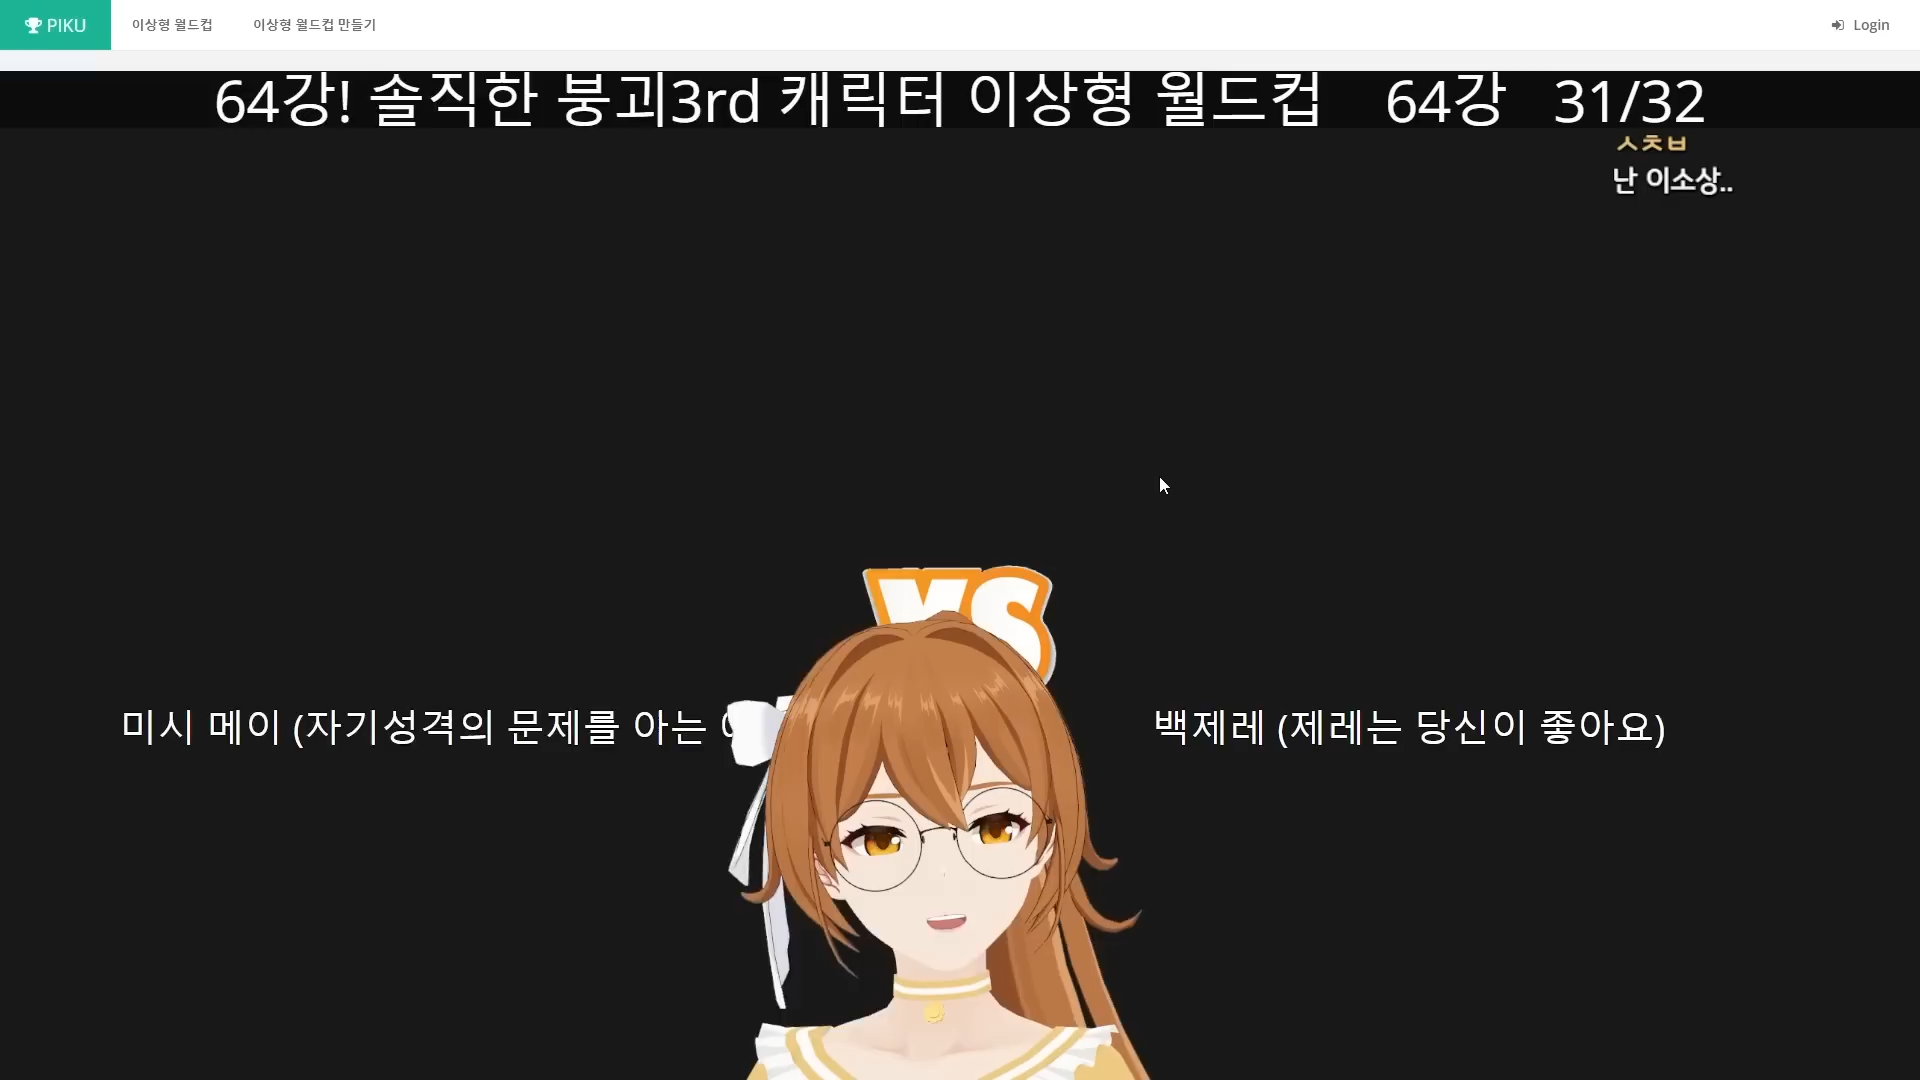 PIKU 이상형 월드컵 이상형 월드컵 만들기 Login
64강! 솔직한 붕괴3rd 캐릭터 이상형 월드컵 64강 31/32
ㅅㅊㅂ
난 이소상..
VS
미시 메이 (자기성격의 문제를 아는
백제레 (제레는 당신이 좋아요)